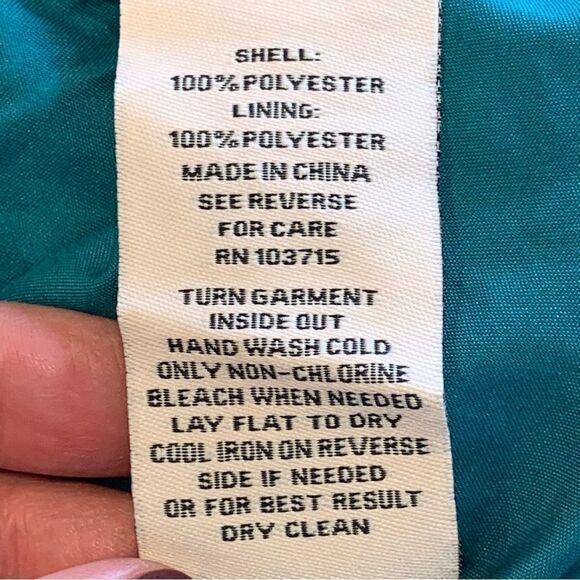 SHELL:
100% POLYESTER
LINING:
100% POLYESTER
MADE IN CHINA
SEE REVERSE
FOR CARE
RN 103715
TURN GARMENT
INSIDE OUT
HAND WASH COLD
ONLY NON-CHLORINE
BLEACH WHEN NEEDED
LAY FLAT TO DRY
COOL IRON ON REVERSE
SIDE IF NEEDED
OR FOR BEST RESULT
DRY CLEAN